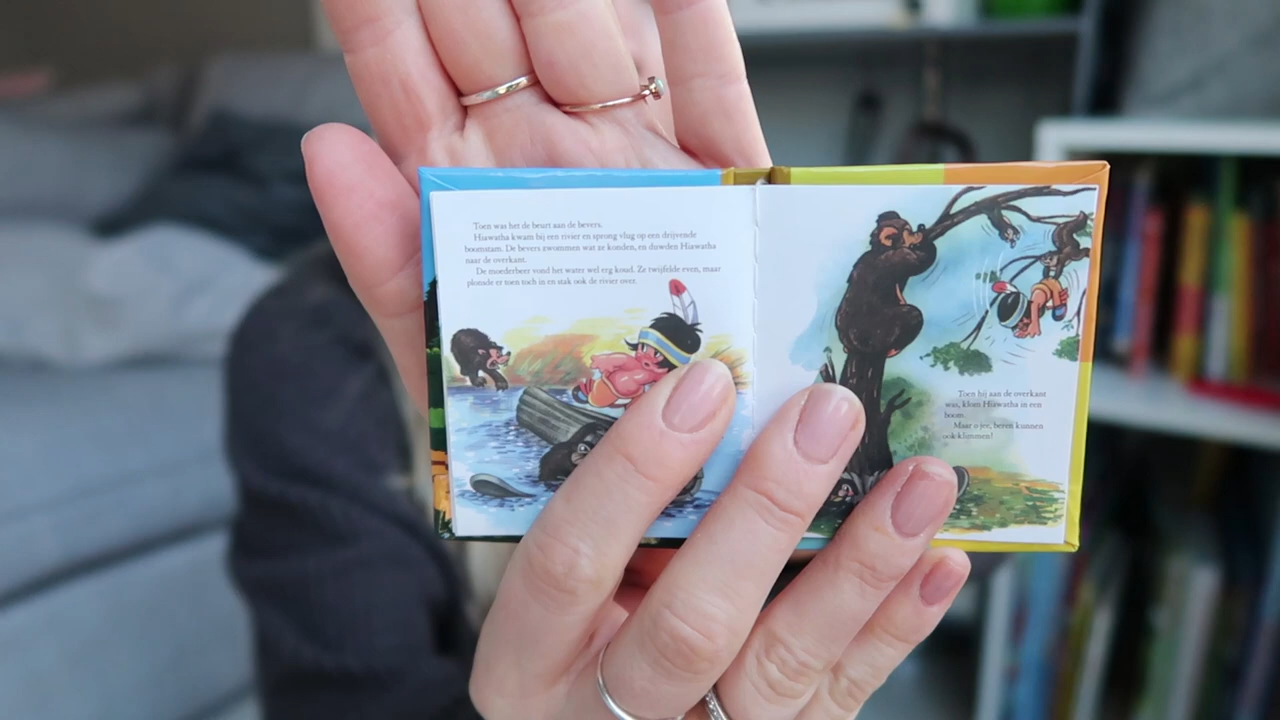 Toen was het de beurt aan de bevers.
Hiawatha kwam bij een rivier en sprong vlug op een drijvende
boomstam. De bevers zwommen wat ze konden, en duwden Hiawatha
naar de overkant.
De moederbeer vond het water wel erg koud. Ze twijfelde even, maar
plonsde er toen toch in en stak ook de rivier over.
Toen hij aan de overkant
was, klom Hiawatha in een
boom.
Maar o jee, beren kunnen
ook klimmen!